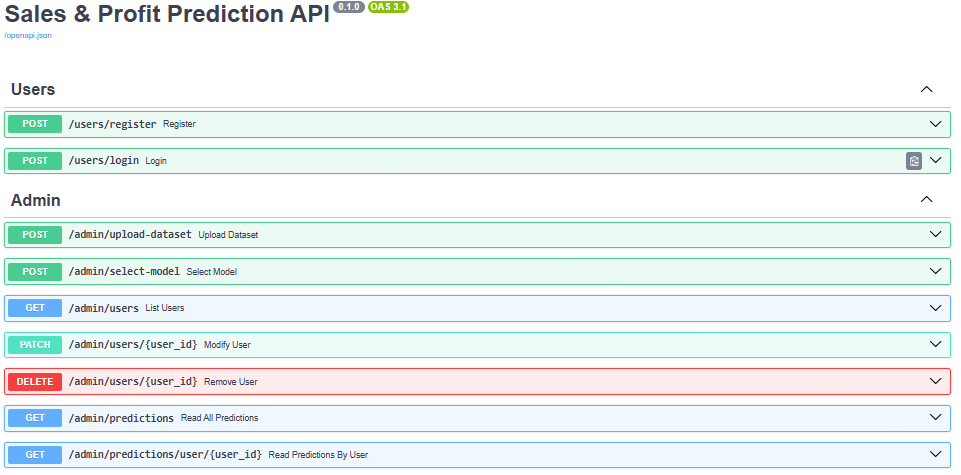 Sales & Profit Prediction API 0.1.0 OAS 3.1
/openapi.json
Users
POST /users/register Register
POST /users/login Login
Admin
POST /admin/upload-dataset Upload Dataset
POST /admin/select-model Select Model
GET /admin/users List Users
PATCH /admin/users/{user_id} Modify User
DELETE /admin/users/{user_id} Remove User
GET /admin/predictions Read All Predictions
GET /admin/predictions/user/{user_id} Read Predictions By User